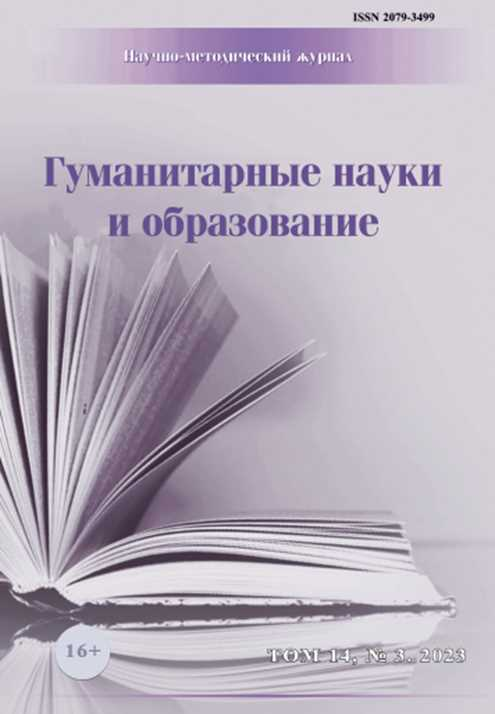 ISSN 2079-3499
Научно-методический журнал
Гуманитарные науки
и образование
16+
ТОМ 14, № 3. 2023